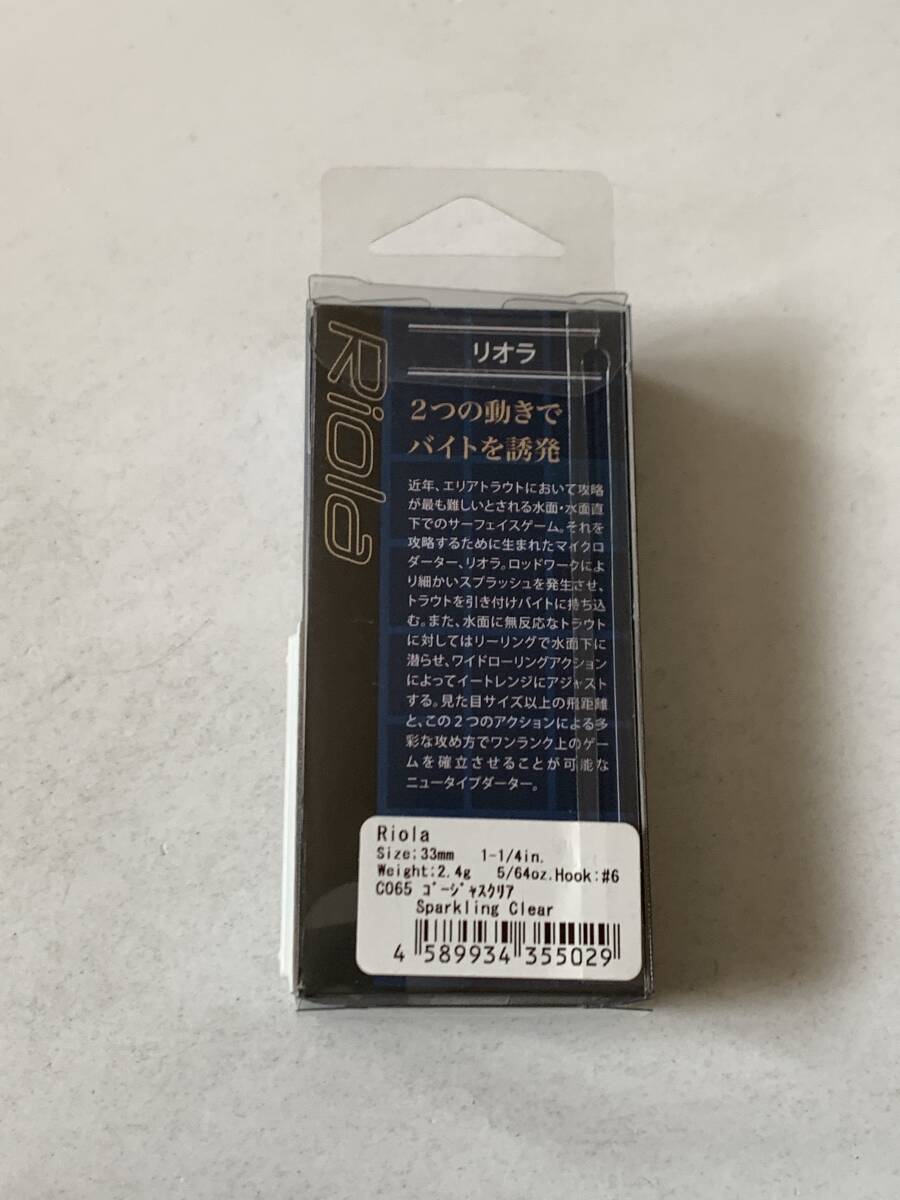 Riola
リオラ
2つの動きで
バイトを誘発
近年、エリアトラウトにおいて攻略
が最も難しいとされる水面・水面直
下でのサーフェイスゲーム。それを
攻略するために生まれたマイクロ
ダーター、リオラ。ロッドワークによ
り細かいスプラッシュを発生させ、
トラウトを引き付けバイトに持ち込
む。また、水面に無反応なトラウト
に対してはリーリングで水面下に
潜らせ、ワイドローリングアクション
によってイートレンジにアジャスト
する。見た目サイズ以上の飛距離
と、この2つのアクションによる多
彩な攻め方でワンランク上のゲー
ムを確立させることが可能な
ニュータイプダーター。
Riola
Size:33mm 1-1/4in.
Weight:2.4g 5/64oz.Hook:#6
C065 ゴージャスクリア
Sparkling Clear
4 589934 355029